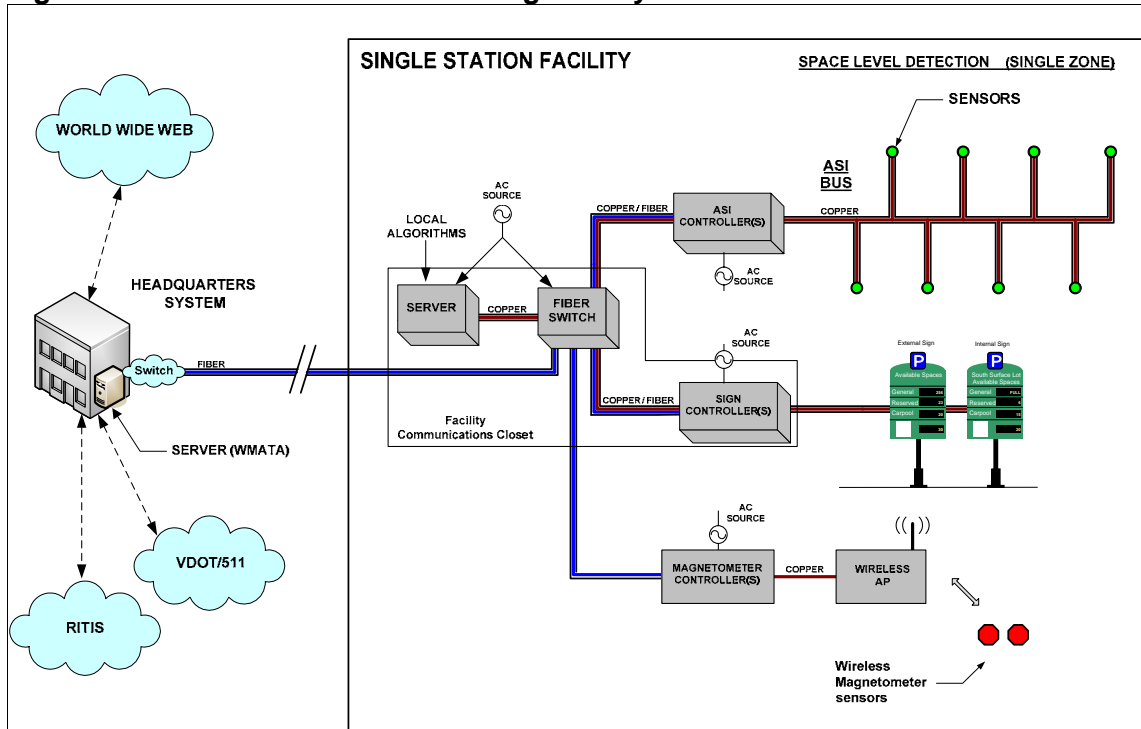 SINGLE STATION FACILITY
SPACE LEVEL DETECTION (SINGLE ZONE)
SENSORS
WORLD WIDE WEB
ASI
BUS
AC
SOURCE
COPPER / FIBER
ASI
CONTROLLER(S)
COPPER
LOCAL
ALGORITHMS
AC
SOURCE
HEADQUARTERS
SYSTEM
SERVER
COPPER
FIBER
SWITCH
AC
SOURCE
External Sign
Internal Sign
P
P
Available Spaces
South Surface Lot
Available Spaces
General
General
FULL
Reserved
Reserved
Carpool
Carpool
Switch
FIBER
COPPER / FIBER
SIGN
CONTROLLER(S)
Facility
Communications Closet
SERVER (WMATA)
AC
SOURCE
VDOT/511
MAGNETOMETER
CONTROLLER(S)
COPPER
WIRELESS
AP
RITIS
Wireless
Magnetometer
sensors